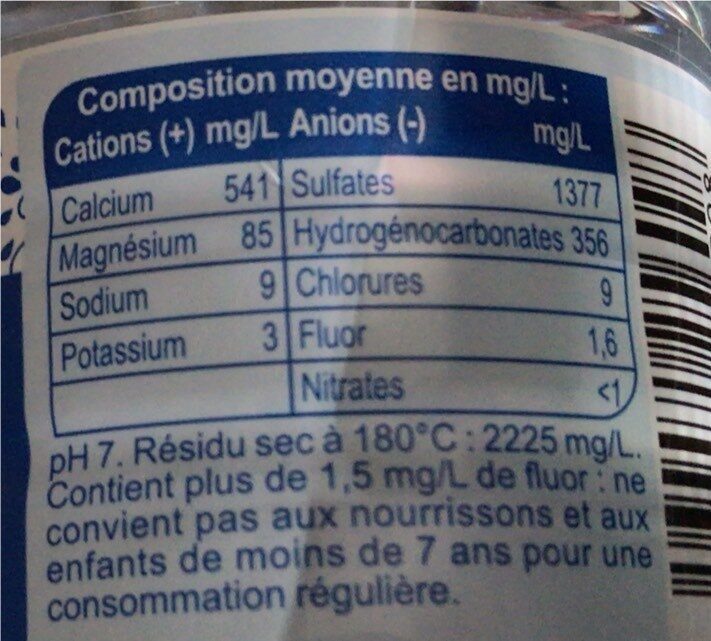 Composition moyenne en mg/L :
Cations (+) mg/L Anions (-) mg/L
Calcium 541 Sulfates 1377
Magnésium 85 Hydrogénocarbonates 356
Sodium 9 Chlorures 9
Potassium 3 Fluor 1,6
Nitrates <1
pH 7. Résidu sec à 180°C : 2225 mg/L.
Contient plus de 1,5 mg/L de fluor : ne
convient pas aux nourrissons et aux
enfants de moins de 7 ans pour une
consommation régulière.